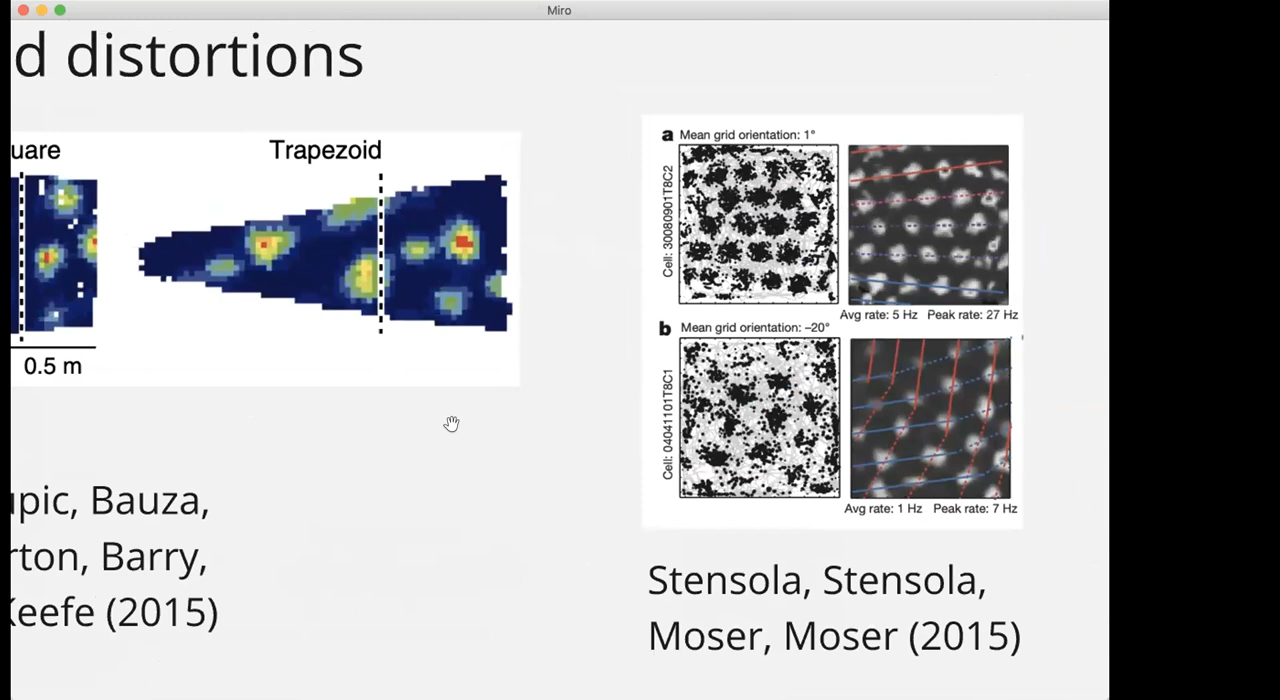 Miro
d distortions
uare
Trapezoid
0.5 m
upic, Bauza,
rton, Barry,
Keefe (2015)
a Mean grid orientation: 1°
Cell: 30080901T8C2
Avg rate: 5 Hz Peak rate: 27 Hz
b Mean grid orientation: –20°
Cell: 04041101T8C1
Avg rate: 1 Hz Peak rate: 7 Hz
Stensola, Stensola,
Moser, Moser (2015)